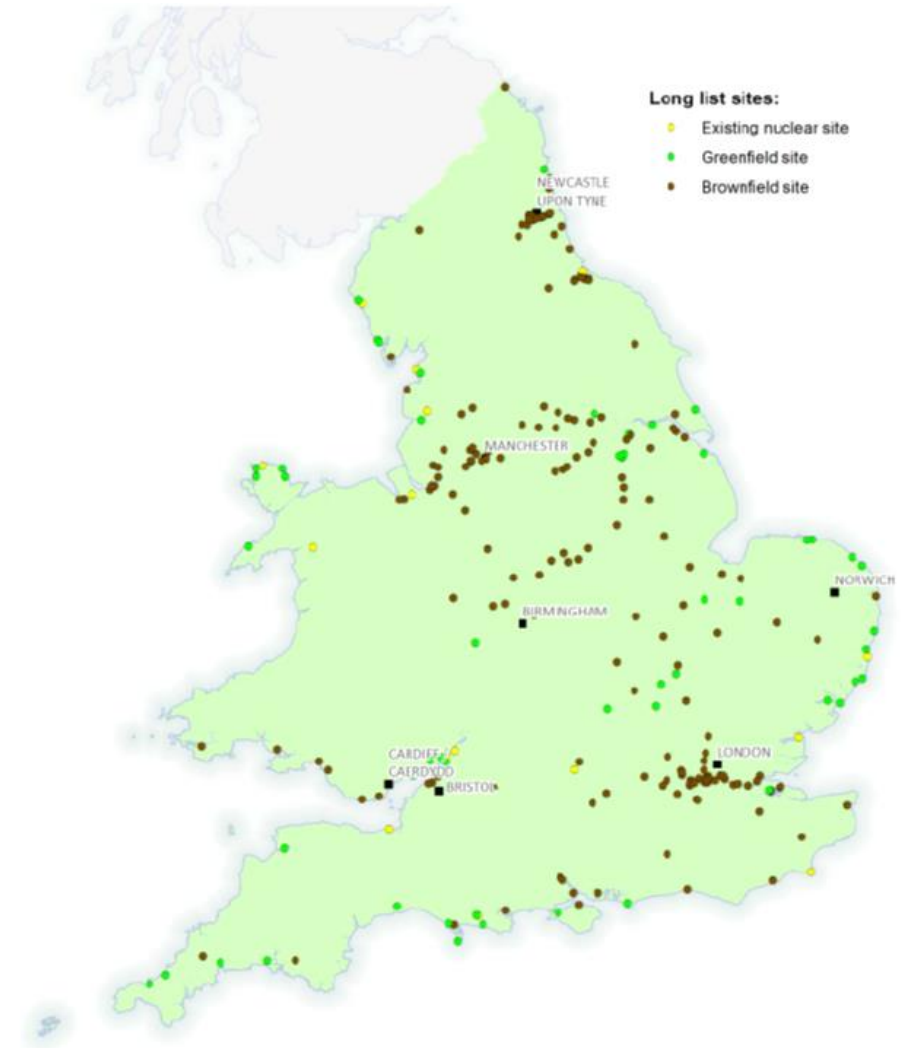 Long list sites:
Existing nuclear site
Greenfield site
Brownfield site
NEWCASTLE
UPON TYNE
MANCHESTER
NORWICH
BIRMINGHAM
CARDIFF /
CAERDYDD
BRISTOL
LONDON